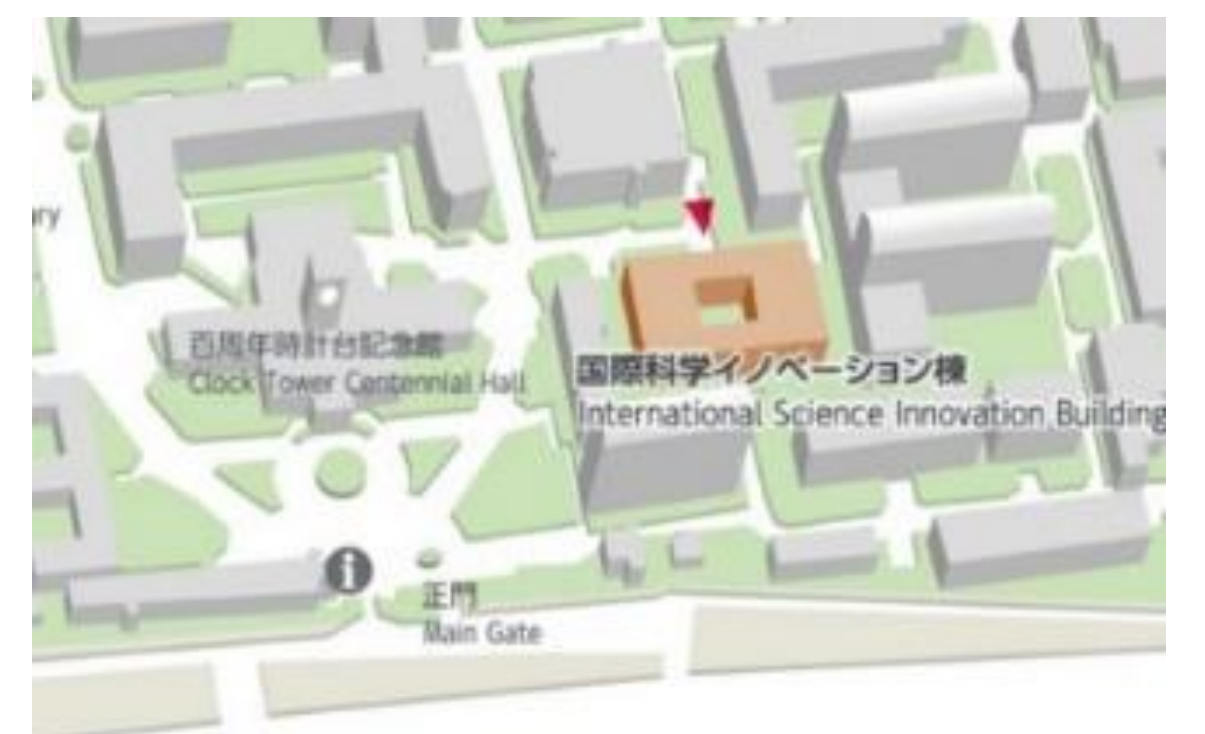 ry
百周年時計台記念館
Clock Tower Centennial Hall
国際科学イノベーション棟
International Science Innovation Building
i
正門
Main Gate